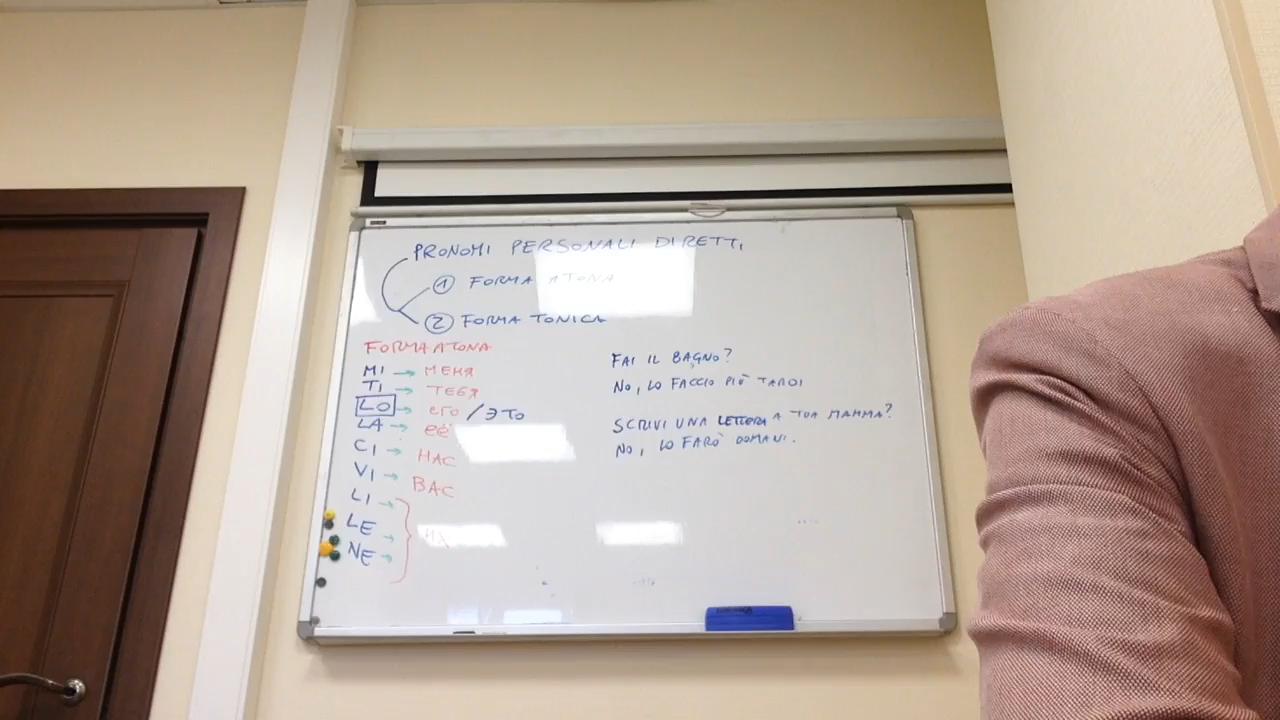 PRONOMI PERSONALI DIRETTI
1 FORMA ATONA
2 FORMA TONICA
FORMA ATONA
MI → МЕНЯ
TI → ТЕБЯ
LO → его / ЭТО
LA → её
CI → НАС
VI → ВАС
LI →
LE → ИХ
NE →
FAI IL BAGNO?
NO, LO FACCIO PIÙ TARDI
SCRIVI UNA LETTERA A TUA MAMMA?
NO, LO FARÒ DOMANI.